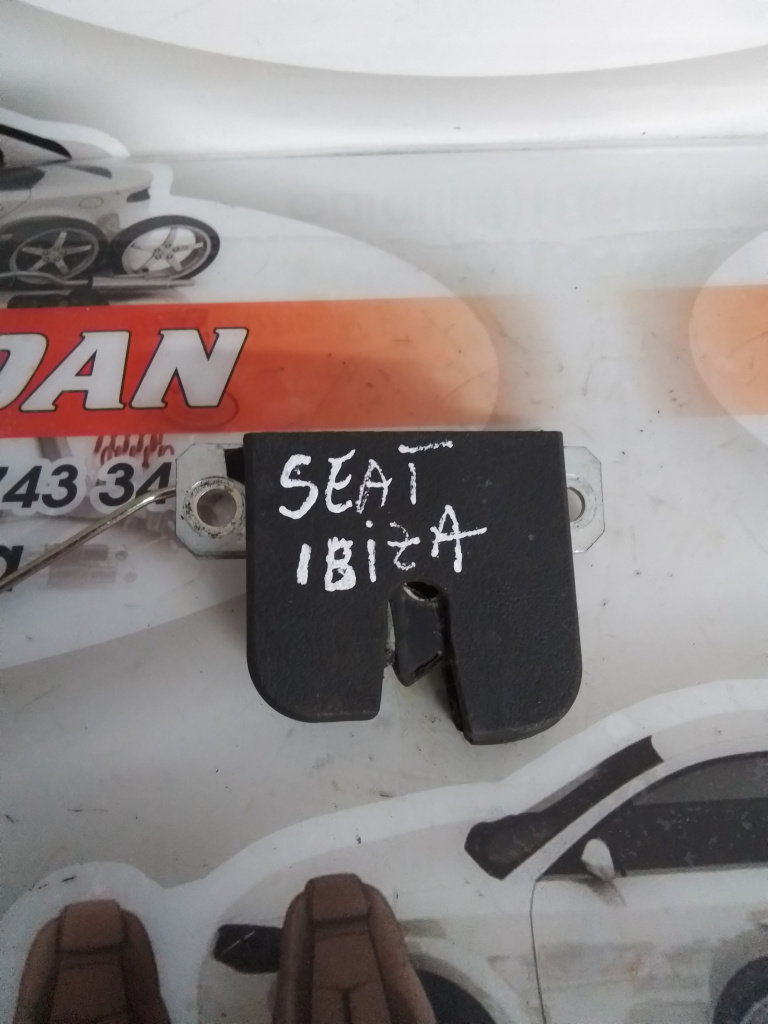 DAN
743 34
SEAT
IBiZA